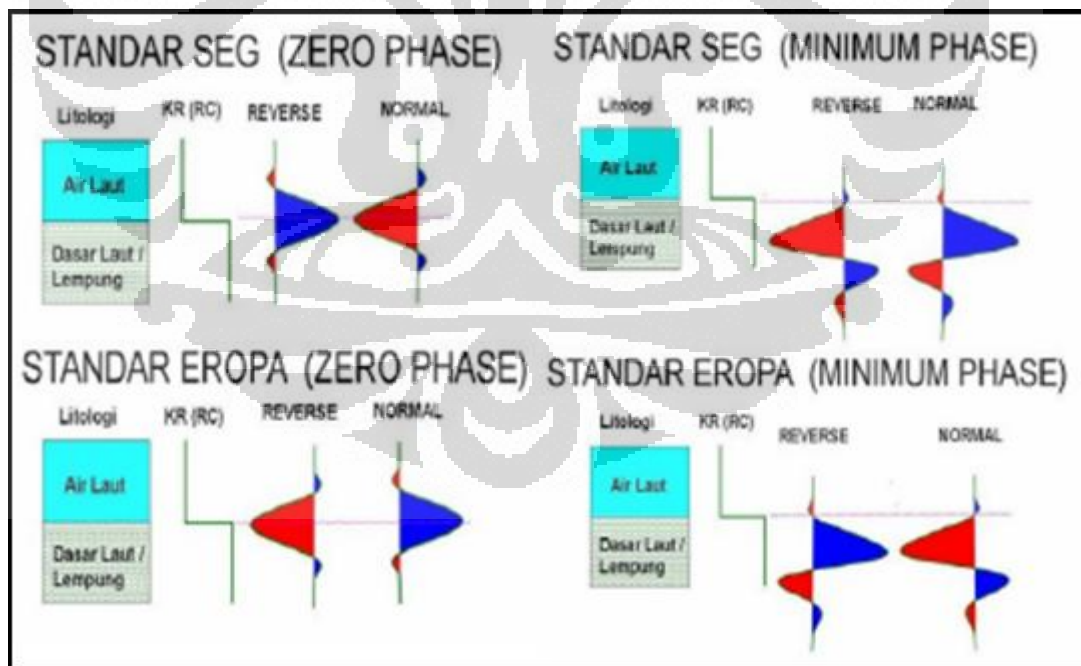 STANDAR SEG (ZERO PHASE)
Litologi KR (RC) REVERSE NORMAL
Air Laut
Dasar Laut /
Lempung
STANDAR SEG (MINIMUM PHASE)
Litologi KR (RC) REVERSE NORMAL
Air Laut
Dasar Laut /
Lempung
STANDAR EROPA (ZERO PHASE)
Litologi KR (RC) REVERSE NORMAL
Air Laut
Dasar Laut /
Lempung
STANDAR EROPA (MINIMUM PHASE)
Litologi KR (RC) REVERSE NORMAL
Air Laut
Dasar Laut /
Lempung